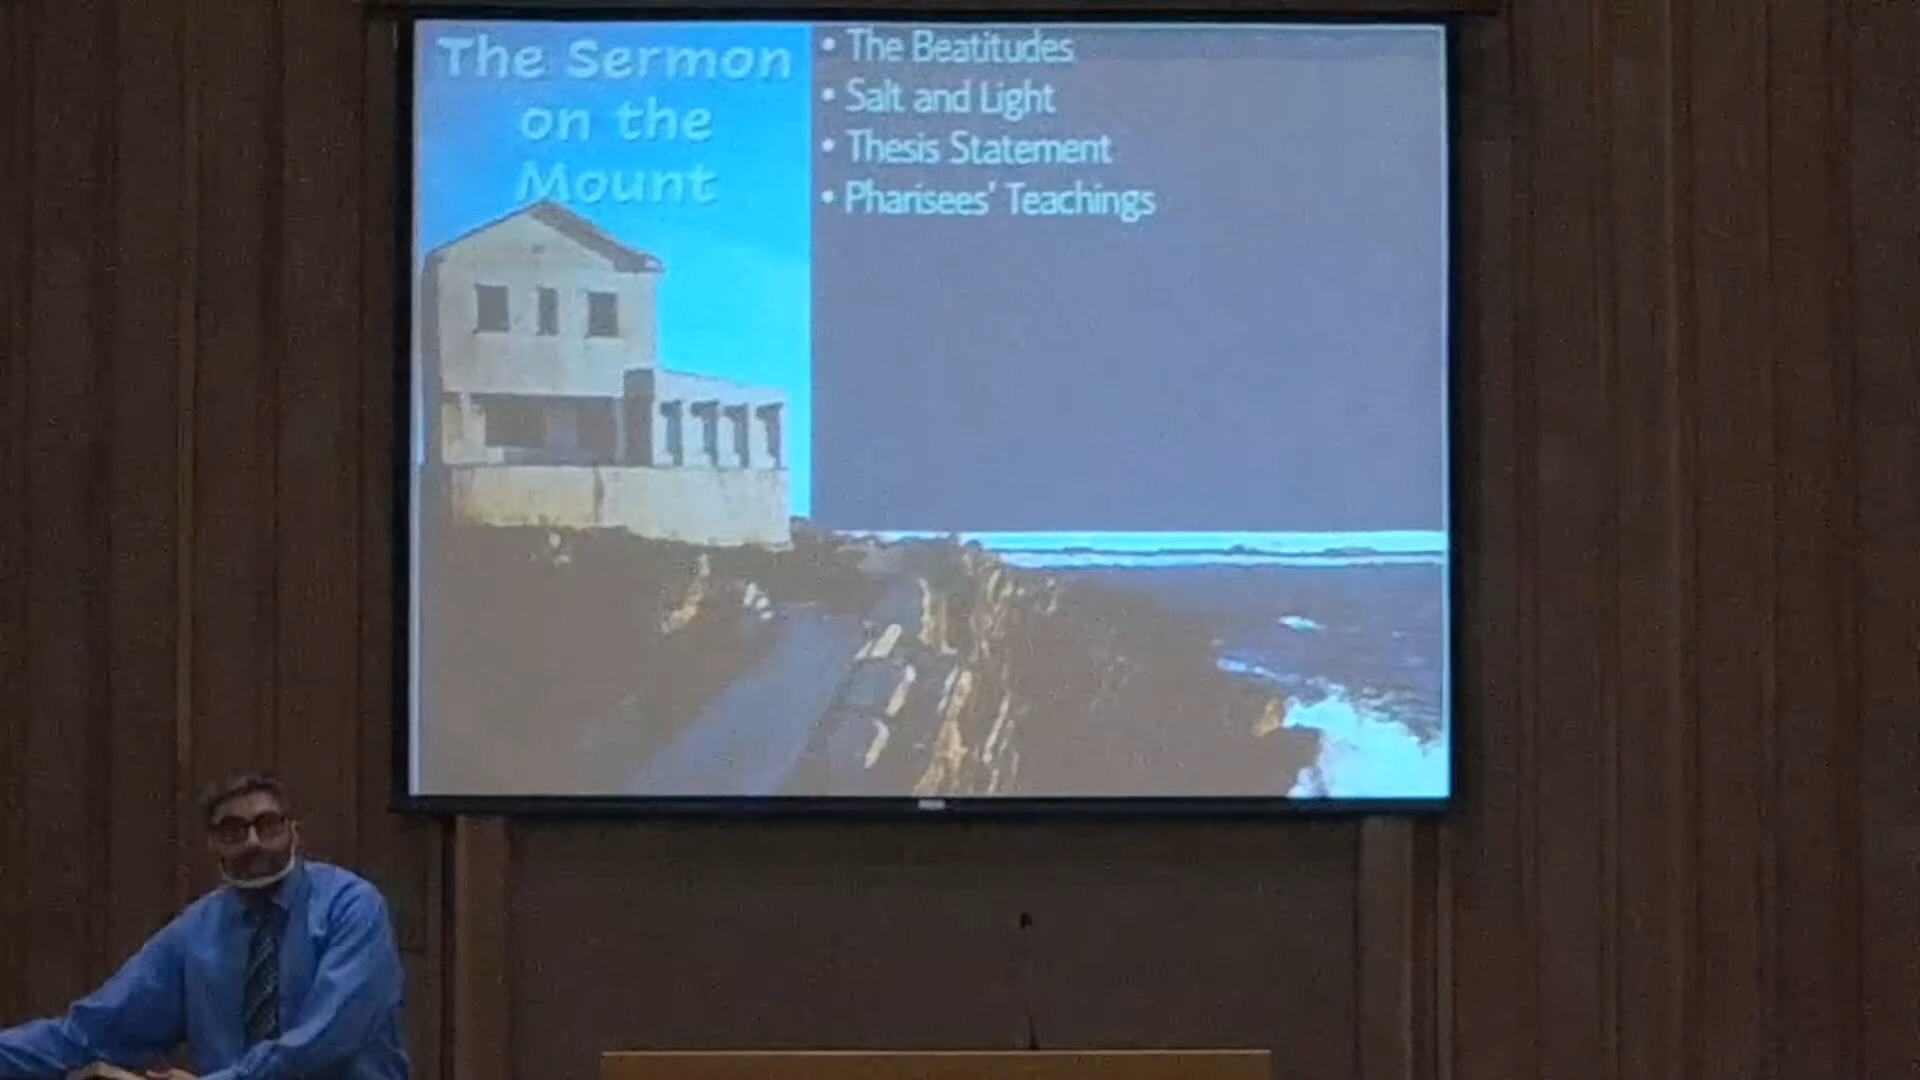 The Sermon
on the
Mount
• The Beatitudes
• Salt and Light
• Thesis Statement
• Pharisees' Teachings